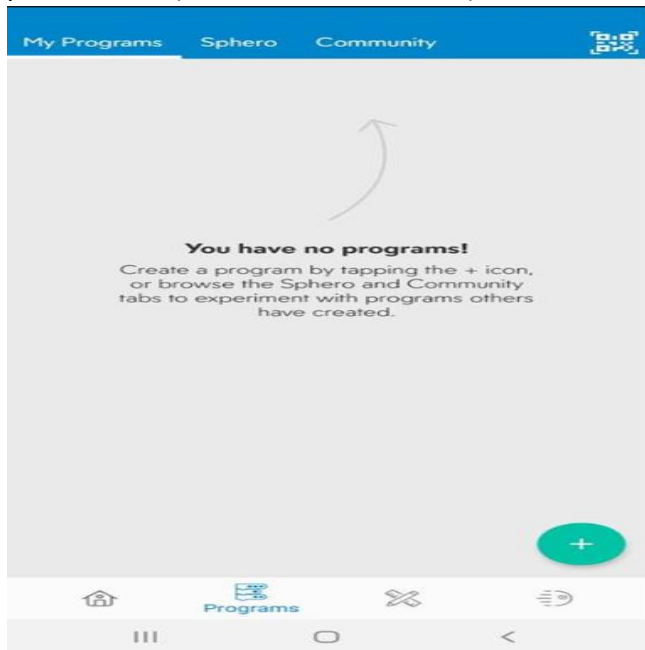 My Programs Sphero Community
You have no programs!
Create a program by tapping the + icon,
or browse the Sphero and Community
tabs to experiment with programs others
have created.
+
Programs